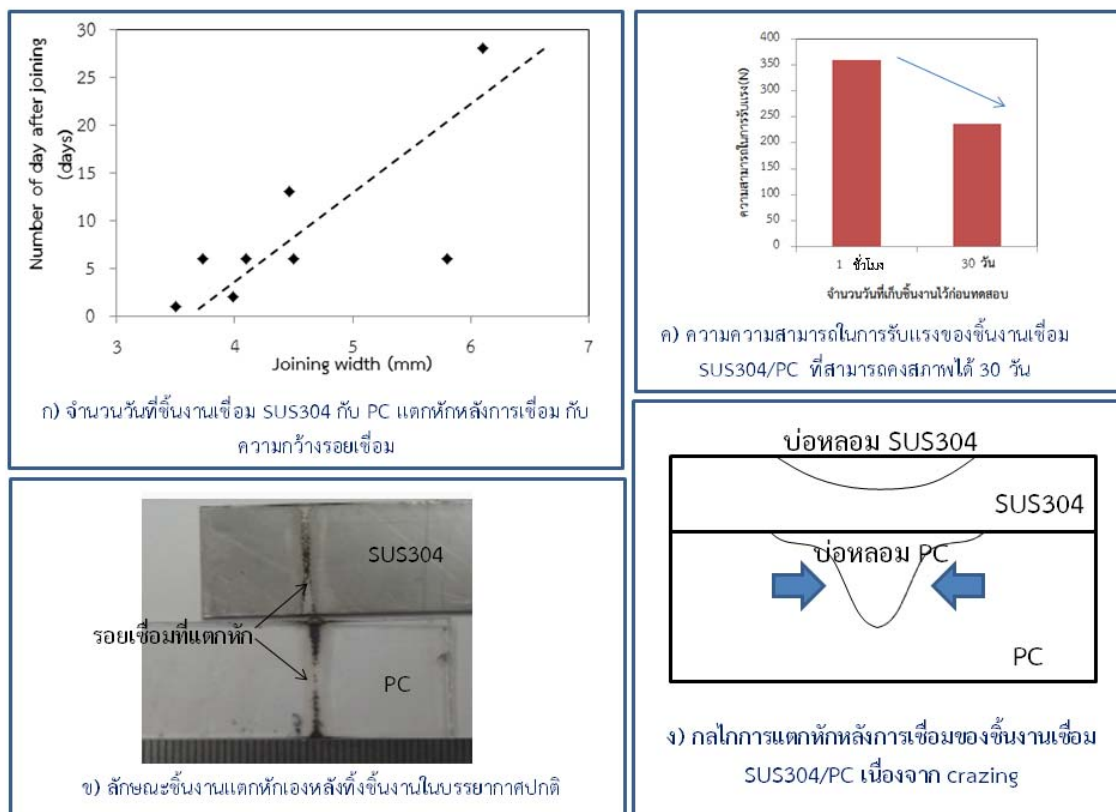 Number of day after joining
(days)
30
25
20
15
10
5
0
3
4
5
6
7
Joining width (mm)
ก) จำนวนวันที่ชิ้นงานเชื่อม SUS304 กับ PC แตกหักหลังการเชื่อม กับ
ความกว้างรอยเชื่อม
ความสามารถในการรับแรง(N)
400
350
300
250
200
150
100
50
0
1 ชั่วโมง
30 วัน
จำนวนวันที่เก็บชิ้นงานไว้ก่อนทดสอบ
ค) ความความสามารถในการรับแรงของชิ้นงานเชื่อม
SUS304/PC ที่สามารถคงสภาพได้ 30 วัน
SUS304
รอยเชื่อมที่แตกหัก
PC
ข) ลักษณะชิ้นงานแตกหักเองหลังทิ้งชิ้นงานในบรรยากาศปกติ
บ่อหลอม SUS304
SUS304
บ่อหลอม PC
PC
ง) กลไกการแตกหักหลังการเชื่อมของชิ้นงานเชื่อม
SUS304/PC เนื่องจาก crazing